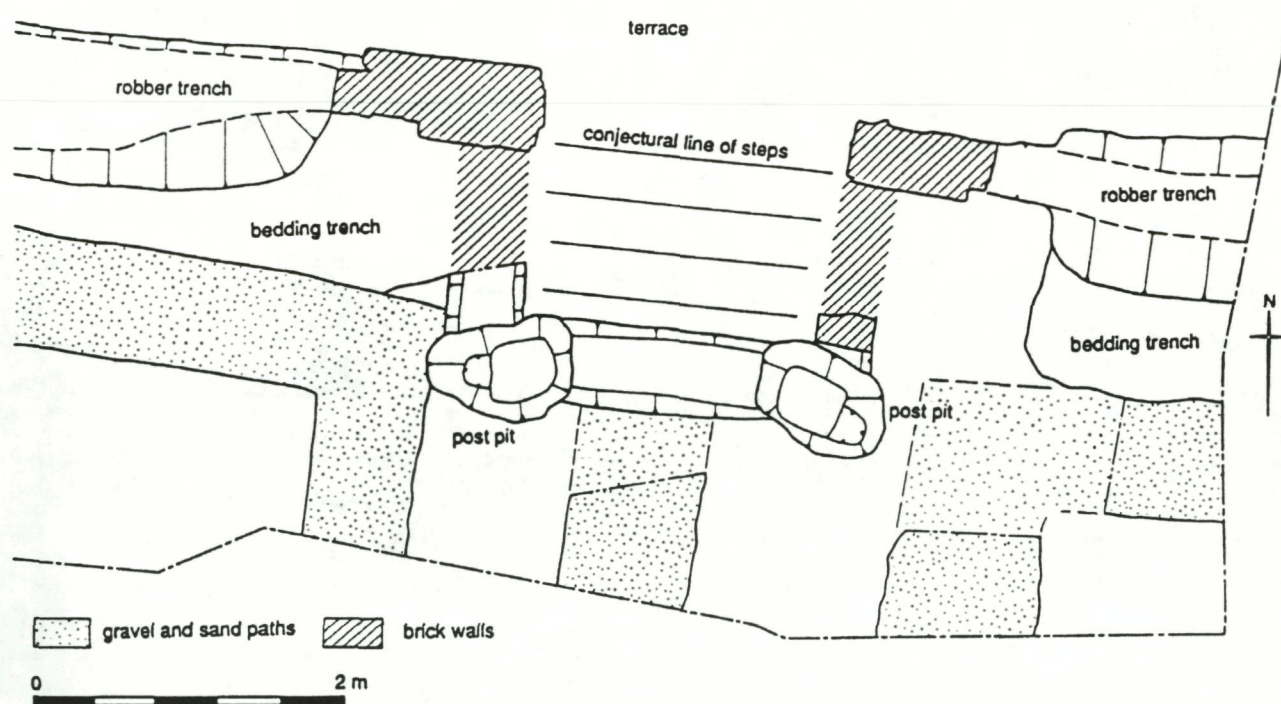 terrace
robber trench
conjectural line of steps
robber trench
bedding trench
N
bedding trench
post pit
post pit
gravel and sand paths
brick walls
0 2 m